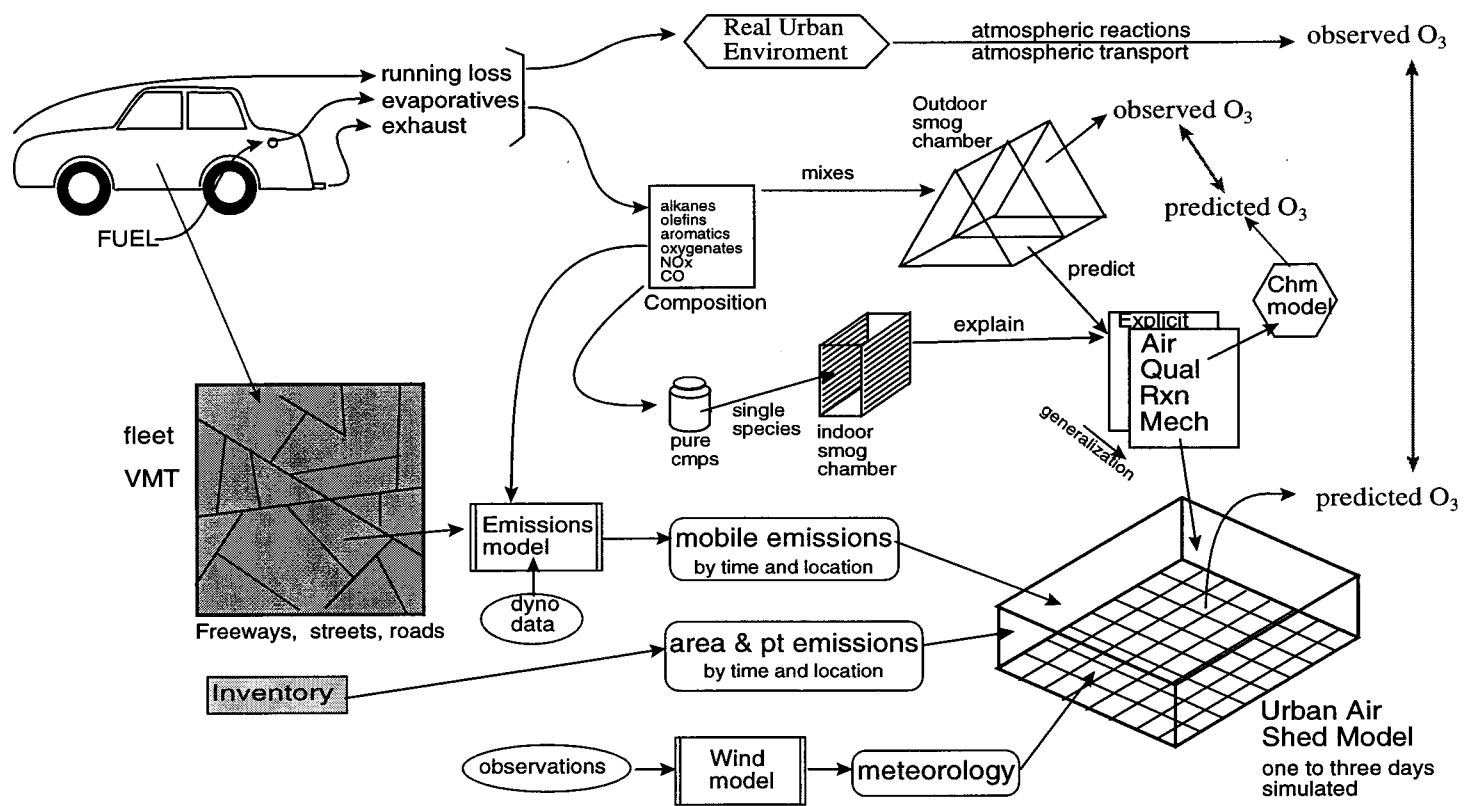 Real Urban
Enviroment
atmospheric reactions
atmospheric transport
observed O3
running loss
evaporatives
exhaust
FUEL
Outdoor
smog
chamber
observed O3
mixes
predicted O3
alkanes
olefins
aromatics
oxygenates
NOx
CO
Composition
predict
Chm
model
explain
Explicit
Air
Qual
Rxn
Mech
generalization
single
species
pure
cmps
indoor
smog
chamber
fleet
VMT
Freeways, streets, roads
Emissions
model
dyno
data
mobile emissions
by time and location
predicted O3
area & pt emissions
by time and location
Inventory
observations
Wind
model
meteorology
Urban Air
Shed Model
one to three days
simulated